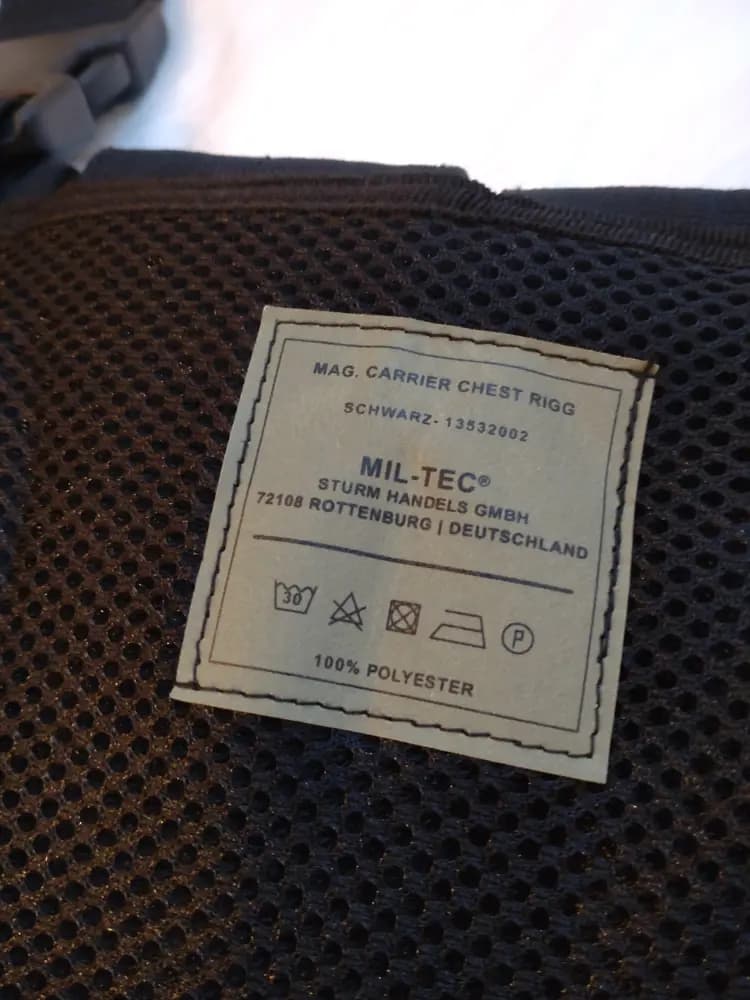 MAG. CARRIER CHEST RIGG
SCHWARZ- 13532002
MIL-TEC®
STURM HANDELS GMBH
72108 ROTTENBURG | DEUTSCHLAND
30
P
100% POLYESTER